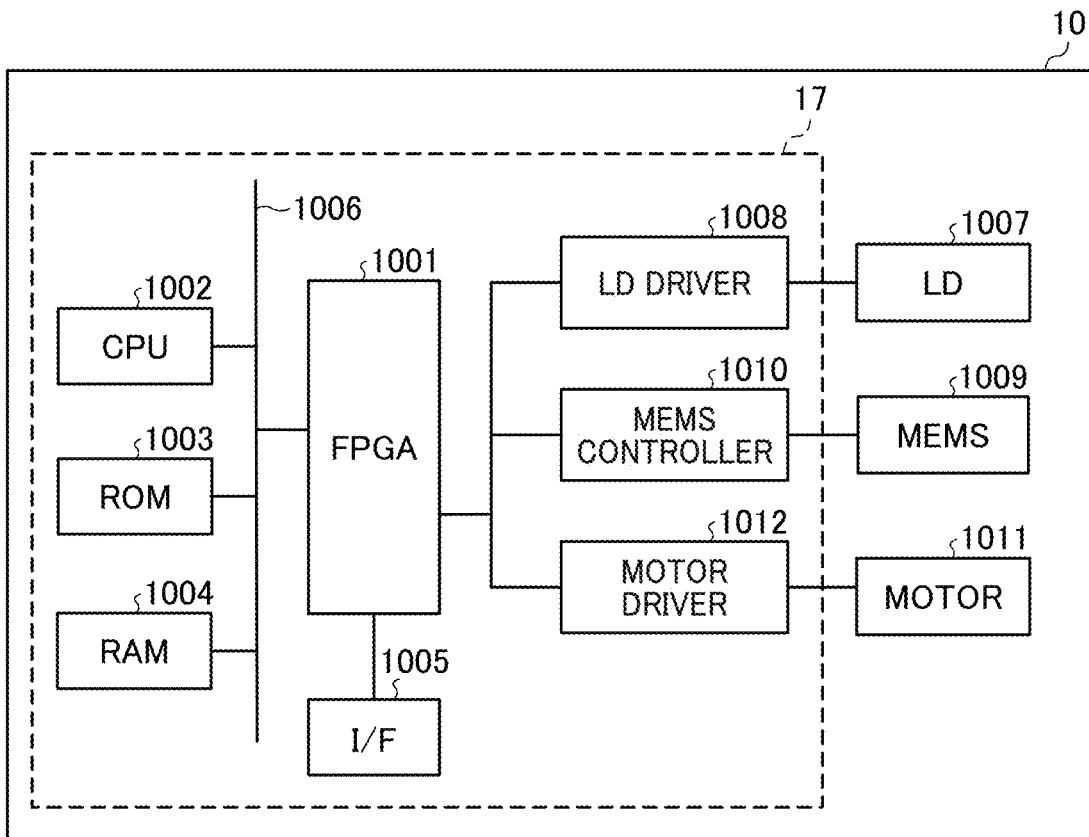 10
17
1006
1008
LD DRIVER
1007
LD
1001
FPGA
1002
CPU
1010
MEMS
CONTROLLER
1009
MEMS
1003
ROM
1012
MOTOR
DRIVER
1011
MOTOR
1004
RAM
1005
I/F